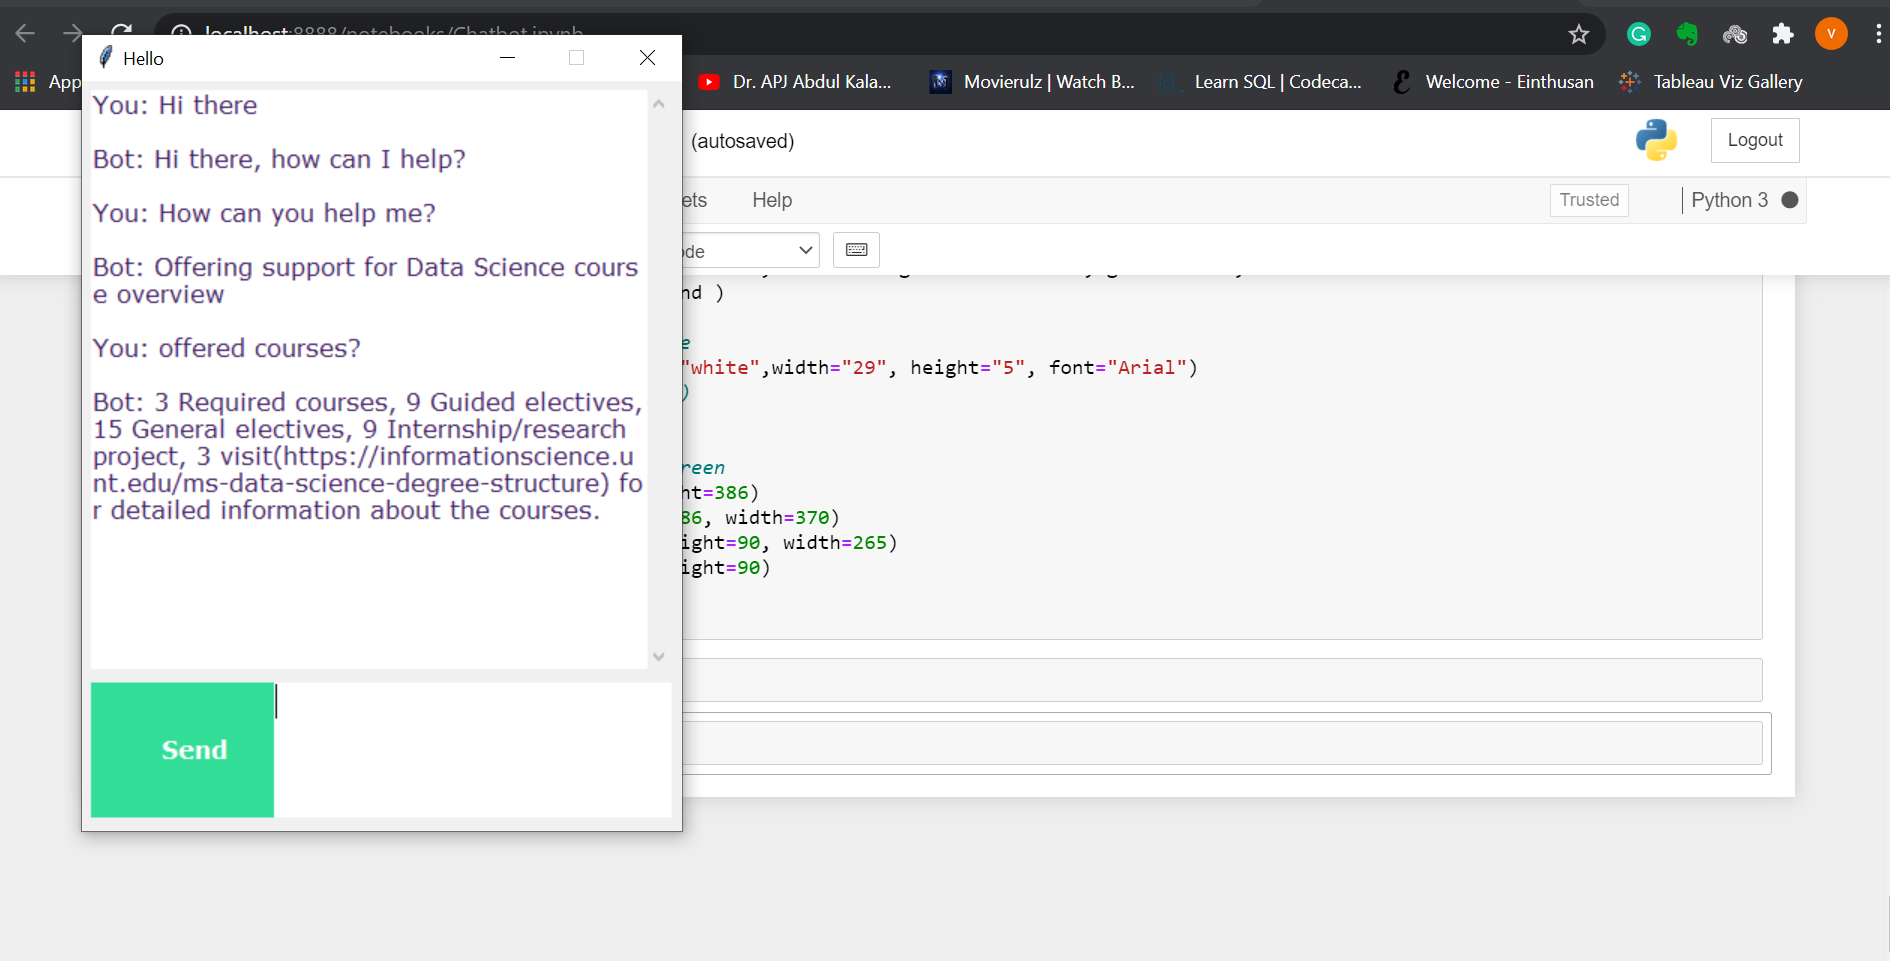 localhost:8888/notebooks/Chatbot.ipynb
V
App
Dr. APJ Abdul Kala...
Movierulz | Watch B...
Learn SQL | Codeca...
Welcome - Einthusan
Tableau Viz Gallery
Hello
You: Hi there
Bot: Hi there, how can I help?
You: How can you help me?
Bot: Offering support for Data Science cours
e overview
You: offered courses?
Bot: 3 Required courses, 9 Guided electives,
15 General electives, 9 Internship/research
project, 3 visit(https://informationscience.u
nt.edu/ms-data-science-degree-structure) fo
r detailed information about the courses.
Send
(autosaved)
Logout
ets
Help
Trusted
Python 3
ode
nd )
e
"white",width="29", height="5", font="Arial")
)
reen
ht=386)
86, width=370)
ight=90, width=265)
ight=90)